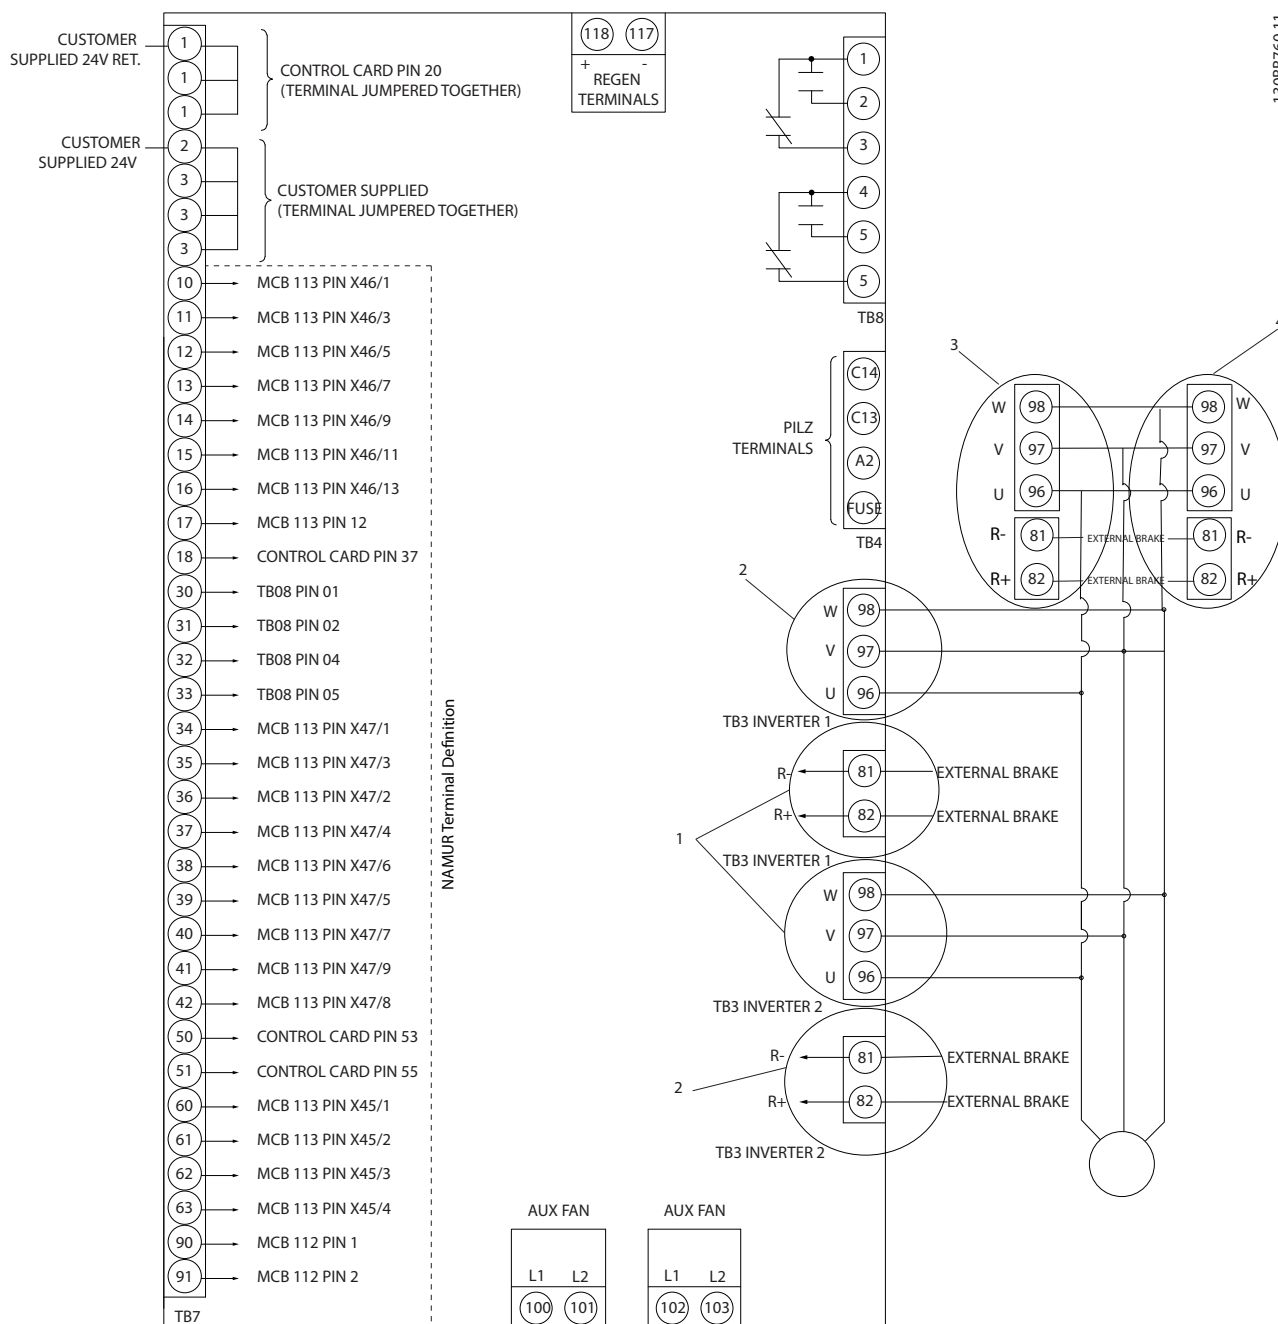 118 117
+ -
REGEN
TERMINALS
CUSTOMER
SUPPLIED 24V RET.
1
1
1
CONTROL CARD PIN 20
(TERMINAL JUMPERED TOGETHER)
CUSTOMER
SUPPLIED 24V
2
3
3
3
CUSTOMER SUPPLIED
(TERMINAL JUMPERED TOGETHER)
10 MCB 113 PIN X46/1
11 MCB 113 PIN X46/3
12 MCB 113 PIN X46/5
13 MCB 113 PIN X46/7
14 MCB 113 PIN X46/9
15 MCB 113 PIN X46/11
16 MCB 113 PIN X46/13
17 MCB 113 PIN 12
18 CONTROL CARD PIN 37
30 TB08 PIN 01
31 TB08 PIN 02
32 TB08 PIN 04
33 TB08 PIN 05
34 MCB 113 PIN X47/1
35 MCB 113 PIN X47/3
36 MCB 113 PIN X47/2
37 MCB 113 PIN X47/4
38 MCB 113 PIN X47/6
39 MCB 113 PIN X47/5
40 MCB 113 PIN X47/7
41 MCB 113 PIN X47/9
42 MCB 113 PIN X47/8
50 CONTROL CARD PIN 53
51 CONTROL CARD PIN 55
60 MCB 113 PIN X45/1
61 MCB 113 PIN X45/2
62 MCB 113 PIN X45/3
63 MCB 113 PIN X45/4
90 MCB 112 PIN 1
91 MCB 112 PIN 2
TB7
NAMUR Terminal Definition
1
2
3
4
5
5
TB8
PILZ
TERMINALS
C14
C13
A2
FUSE
TB4
2
W 98
V 97
U 96
TB3 INVERTER 1
R- 81 EXTERNAL BRAKE
R+ 82 EXTERNAL BRAKE
1
TB3 INVERTER 1
W 98
V 97
U 96
TB3 INVERTER 2
R- 81 EXTERNAL BRAKE
2
R+ 82 EXTERNAL BRAKE
TB3 INVERTER 2
3
W 98 98 W
V 97 97 V
U 96 96 U
R- 81 EXTERNAL BRAKE 81 R-
R+ 82 EXTERNAL BRAKE 82 R+
AUX FAN
L1 L2
100 101
AUX FAN
L1 L2
102 103